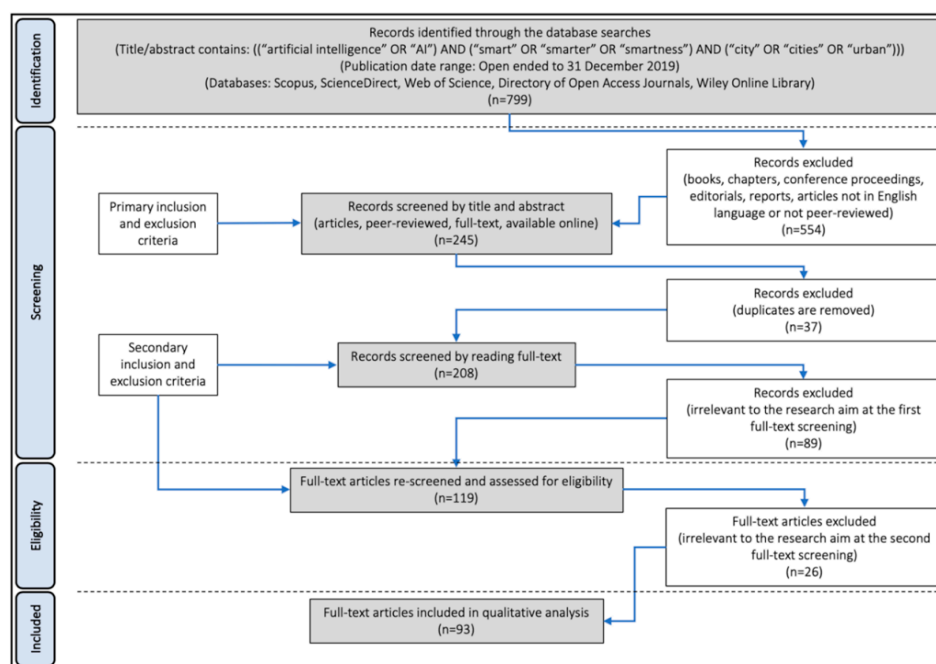 Identification
Records identified through the database searches
(Title/abstract contains: ((“artificial intelligence” OR “AI”) AND (“smart” OR “smarter” OR “smartness”) AND (“city” OR “cities” OR “urban”)))
(Publication date range: Open ended to 31 December 2019)
(Databases: Scopus, ScienceDirect, Web of Science, Directory of Open Access Journals, Wiley Online Library)
(n=799)
Screening
Records excluded
(books, chapters, conference proceedings,
editorials, reports, articles not in English
language or not peer-reviewed)
(n=554)
Primary inclusion
and exclusion
criteria
Records screened by title and abstract
(articles, peer-reviewed, full-text, available online)
(n=245)
Records excluded
(duplicates are removed)
(n=37)
Secondary
inclusion and
exclusion criteria
Records screened by reading full-text
(n=208)
Records excluded
(irrelevant to the research aim at the first
full-text screening)
(n=89)
Eligibility
Full-text articles re-screened and assessed for eligibility
(n=119)
Full-text articles excluded
(irrelevant to the research aim at the second
full-text screening)
(n=26)
Included
Full-text articles included in qualitative analysis
(n=93)